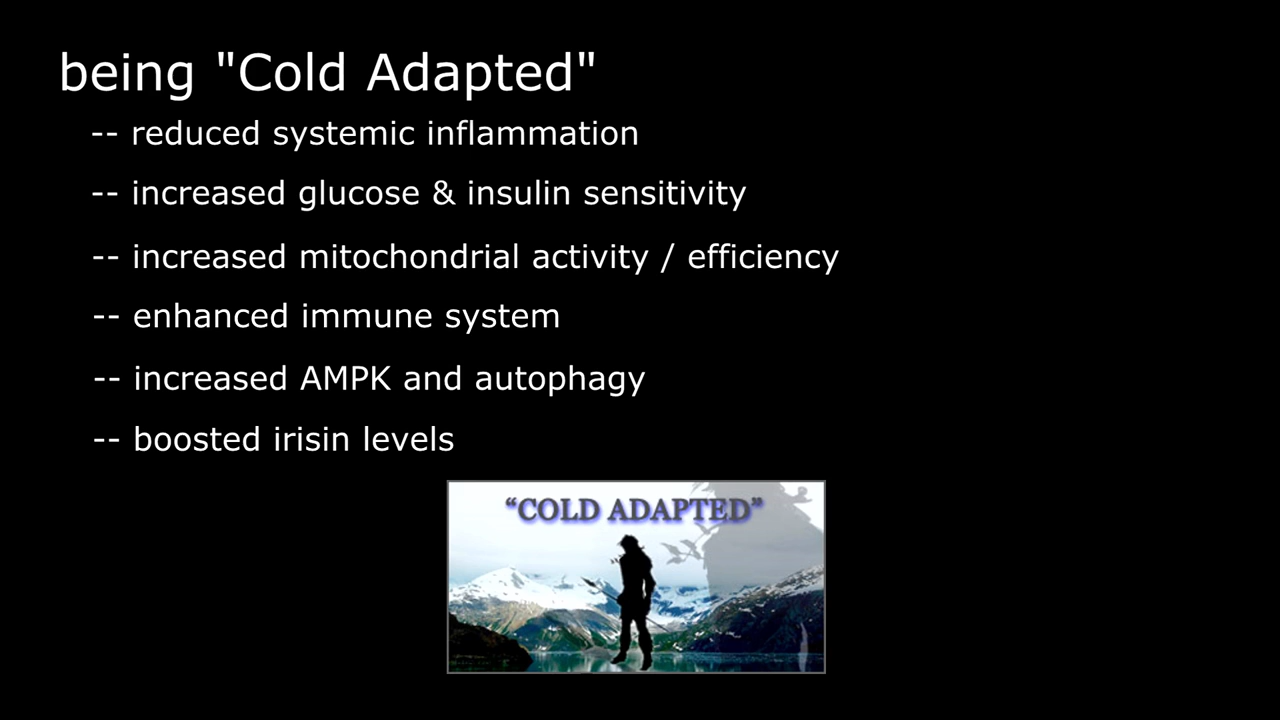 being "Cold Adapted"
-- reduced systemic inflammation
-- increased glucose & insulin sensitivity
-- increased mitochondrial activity / efficiency
-- enhanced immune system
-- increased AMPK and autophagy
-- boosted irisin levels
“COLD ADAPTED”